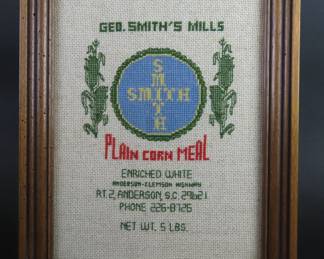 GEO. SMITH'S MILLS
SMITH
SMITH
PLAIN CORN MEAL
ENRICHED WHITE
ANDERSON-CLEMSON HIGHWAY
RT. 2, ANDERSON, S.C. 29621
PHONE 226-8726
NET WT. 5 LBS.